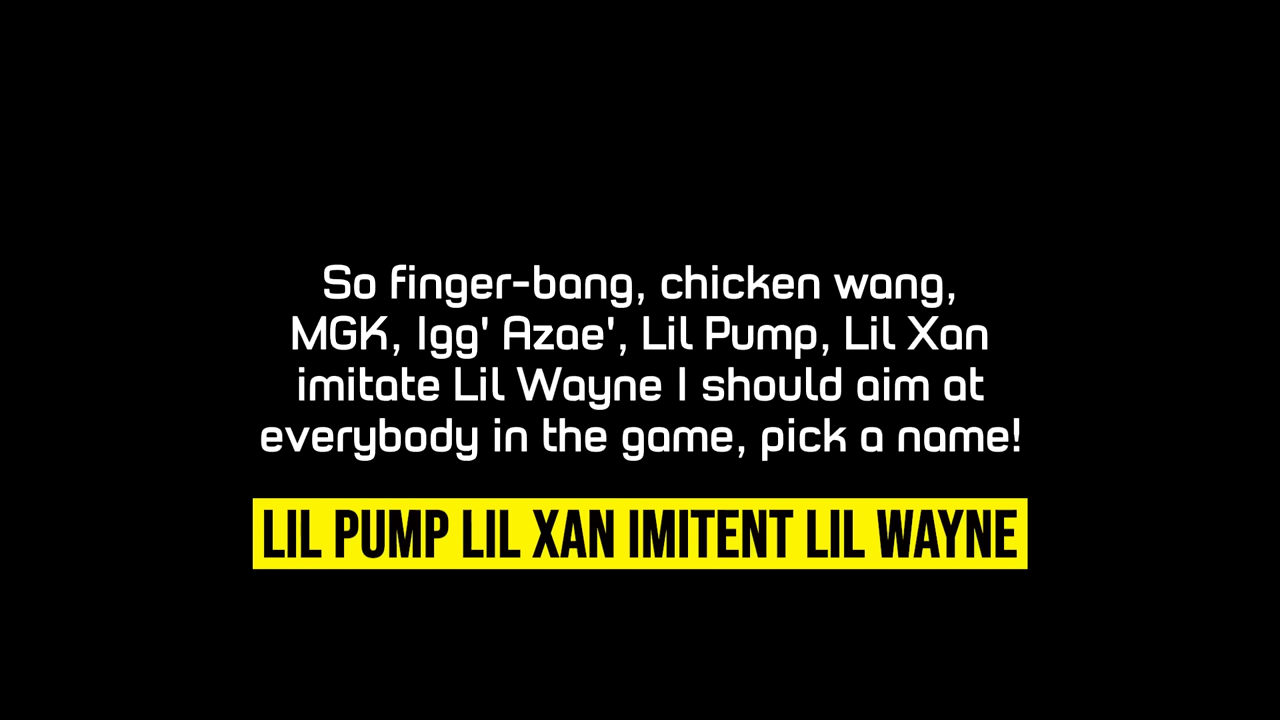 So finger-bang, chicken wang,
MGK, Igg' Azae', Lil Pump, Lil Xan
imitate Lil Wayne I should aim at
everybody in the game, pick a name!
LIL PUMP LIL XAN IMITENT LIL WAYNE